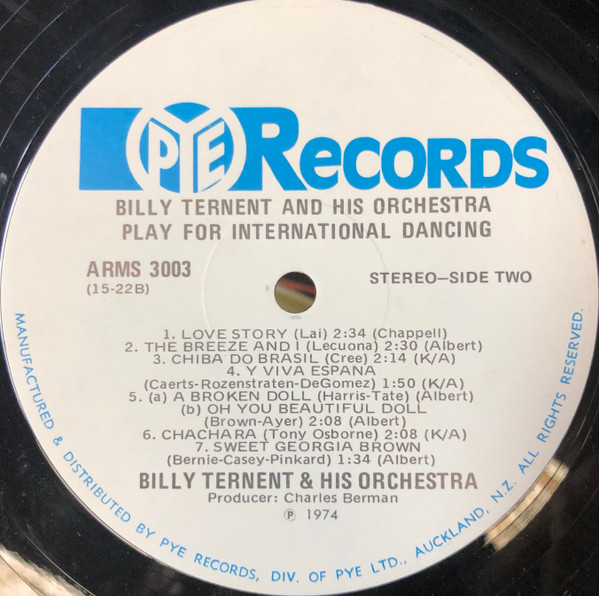 PYE RECORDS
BILLY TERNENT AND HIS ORCHESTRA
PLAY FOR INTERNATIONAL DANCING
ARMS 3003
(15-22B)
STEREO—SIDE TWO
1. LOVE STORY (Lai) 2:34 (Chappell)
2. THE BREEZE AND I (Lecuona) 2:30 (Albert)
3. CHIBA DO BRASIL (Cree) 2:14 (K/A)
4. Y VIVA ESPANA
(Caerts-Rozenstraten-DeGomez) 1:50 (K/A)
5. (a) A BROKEN DOLL (Harris-Tate) (Albert)
(b) OH YOU BEAUTIFUL DOLL
(Brown-Ayer) 2:08 (Albert)
6. CHACHARA (Tony Osborne) 2:08 (K/A)
7. SWEET GEORGIA BROWN
(Bernie-Casey-Pinkard) 1:34 (Albert)
BILLY TERNENT & HIS ORCHESTRA
Producer: Charles Berman
℗ 1974
MANUFACTURED & DISTRIBUTED BY PYE RECORDS, DIV. OF PYE LTD., AUCKLAND, N.Z. ALL RIGHTS RESERVED.